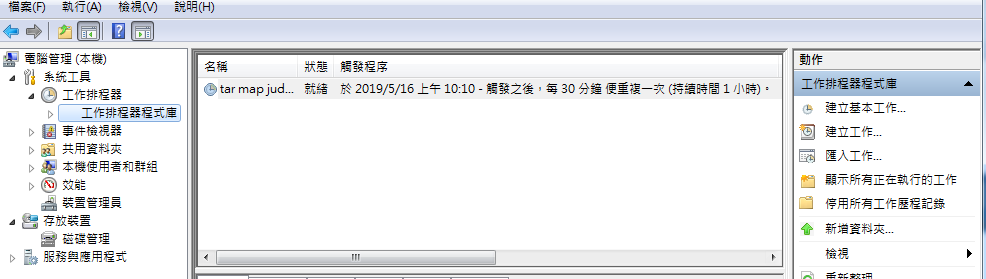 檔案(F) 執行(A) 檢視(V) 說明(H)
電腦管理 (本機)
系統工具
工作排程器
工作排程器程式庫
事件檢視器
共用資料夾
本機使用者和群組
效能
裝置管理員
存放裝置
磁碟管理
服務與應用程式
名稱 狀態 觸發程序
tar map jud... 就緒 於 2019/5/16 上午 10:10 - 觸發之後，每 30 分鐘 便重複一次 (持續時間 1 小時)。
動作
工作排程器程式庫
建立基本工作...
建立工作...
匯入工作...
顯示所有正在執行的工作
停用所有工作歷程記錄
新增資料夾...
檢視
重新整理